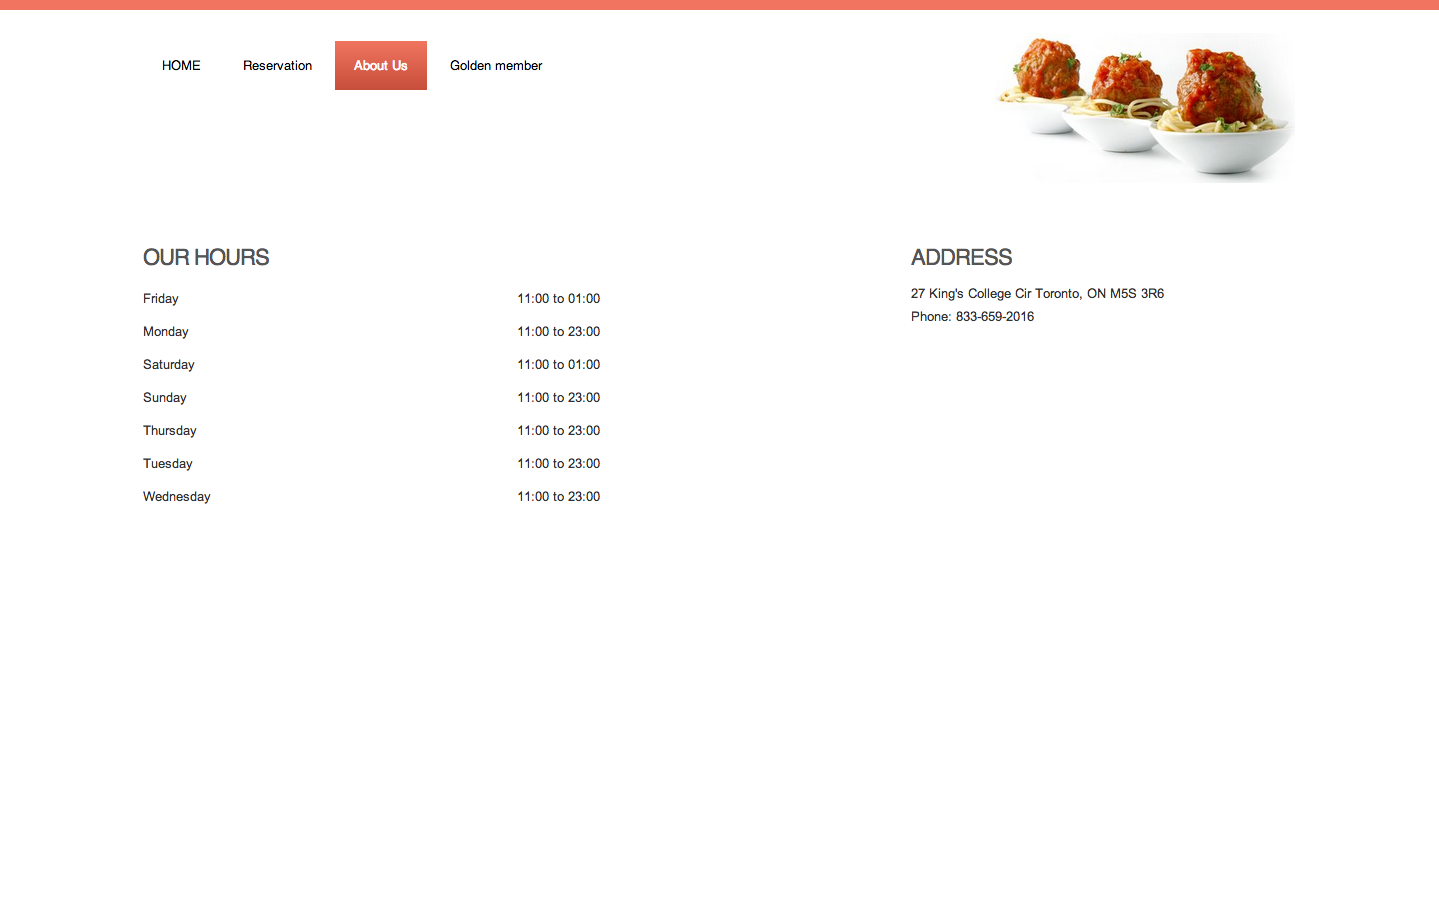 HOME Reservation About Us Golden member
OUR HOURS
Friday 11:00 to 01:00
Monday 11:00 to 23:00
Saturday 11:00 to 01:00
Sunday 11:00 to 23:00
Thursday 11:00 to 23:00
Tuesday 11:00 to 23:00
Wednesday 11:00 to 23:00
ADDRESS
27 King's College Cir Toronto, ON M5S 3R6
Phone: 833-659-2016